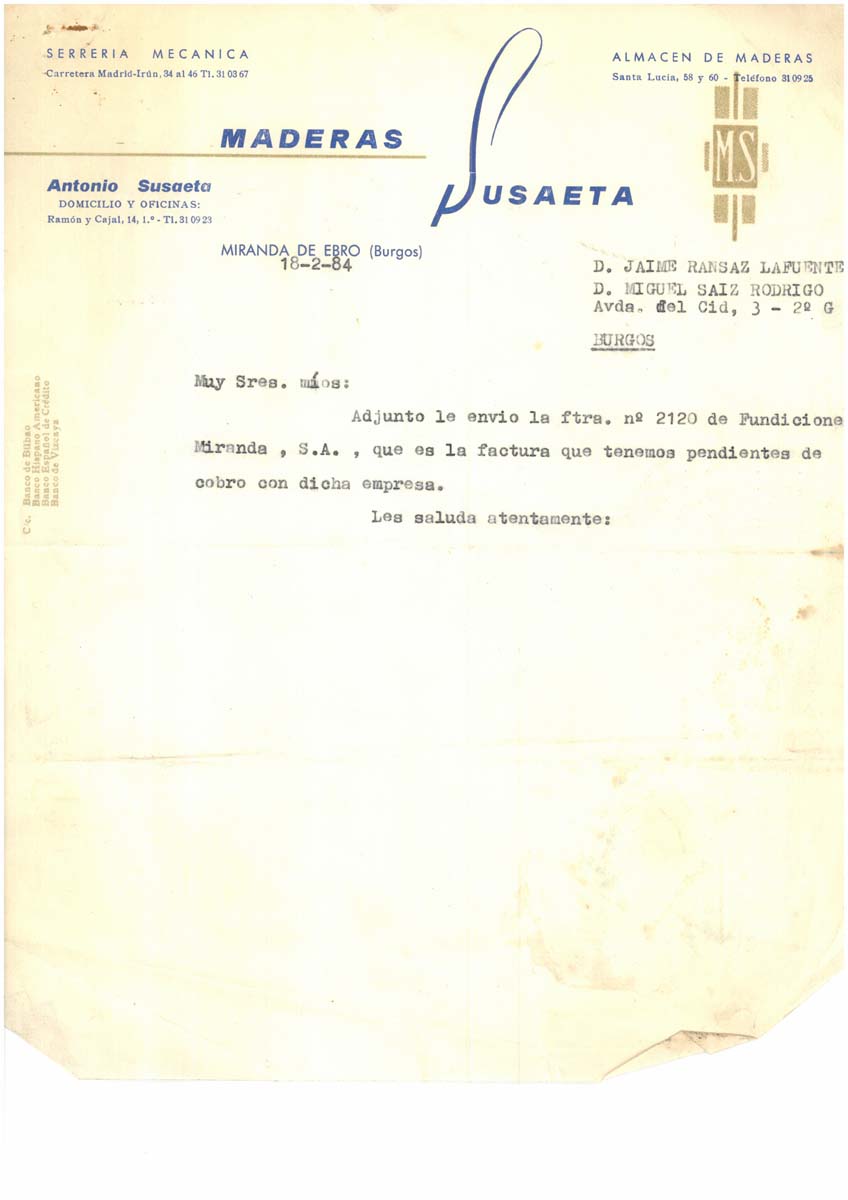 SERRERIA MECANICA
Carretera Madrid-Irún, 34 al 46 Tl. 31 03 67
ALMACEN DE MADERAS
Santa Lucía, 58 y 60 - Teléfono 31 09 25
M.S.
MADERAS
SUSAETA
Antonio Susaeta
DOMICILIO Y OFICINAS:
Ramón y Cajal, 14, 1.º - Tl. 31 09 23
MIRANDA DE EBRO (Burgos)
18-2-84
D. JAIME RANSAZ LAFUENTE
D. MIGUEL SAIZ RODRIGO
Avda. del Cid, 3 - 2º G
BURGOS
Muy Sres. míos:
Adjunto le envio la ftra. nº 2120 de Fundicione
Miranda , S.A. , que es la factura que tenemos pendientes de
cobro con dicha empresa.
Les saluda atentamente:
C/c. Banco de Bilbao
Banco Hispano Americano
Banco Español de Crédito
Banco de Vizcaya